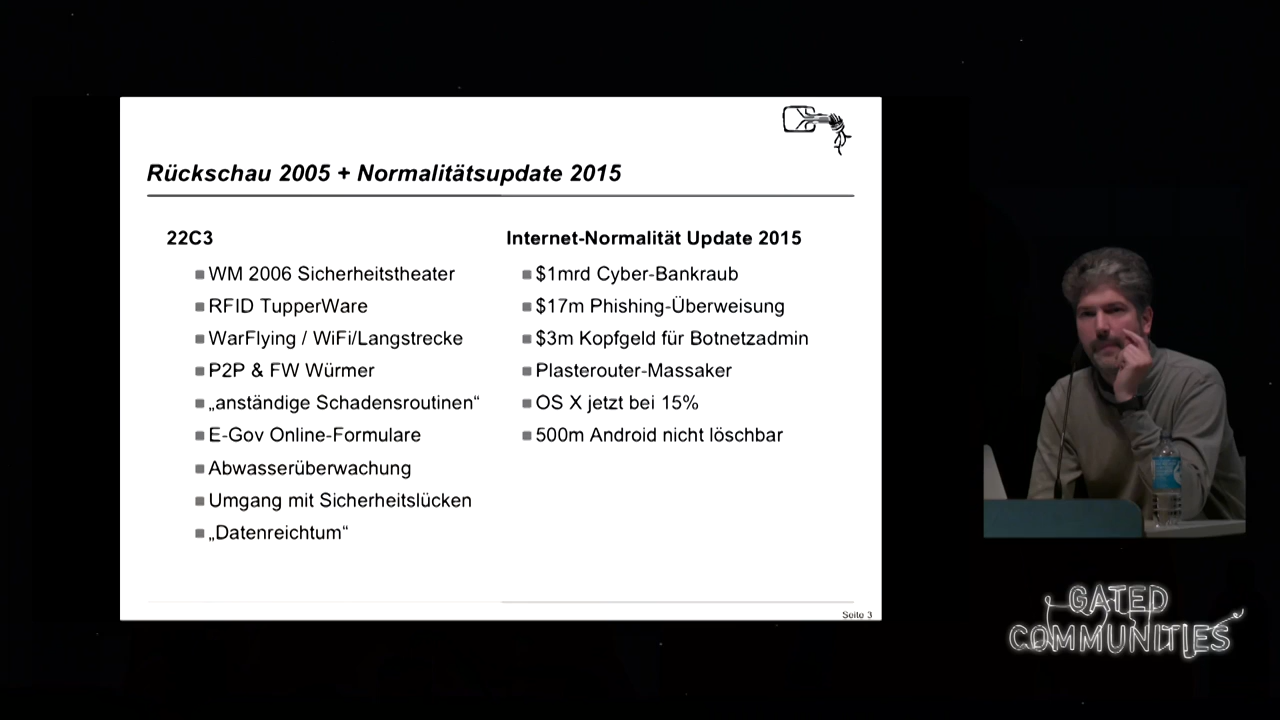 Rückschau 2005 + Normalitätsupdate 2015
22C3
WM 2006 Sicherheitstheater
RFID TupperWare
WarFlying / WiFi/Langstrecke
P2P & FW Würmer
„anständige Schadensroutinen“
E-Gov Online-Formulare
Abwasserüberwachung
Umgang mit Sicherheitslücken
„Datenreichtum“
Internet-Normalität Update 2015
$1mrd Cyber-Bankraub
$17m Phishing-Überweisung
$3m Kopfgeld für Botnetzadmin
Plasterouter-Massaker
OS X jetzt bei 15%
500m Android nicht löschbar
Seite 3
GATED
COMMUNITIES